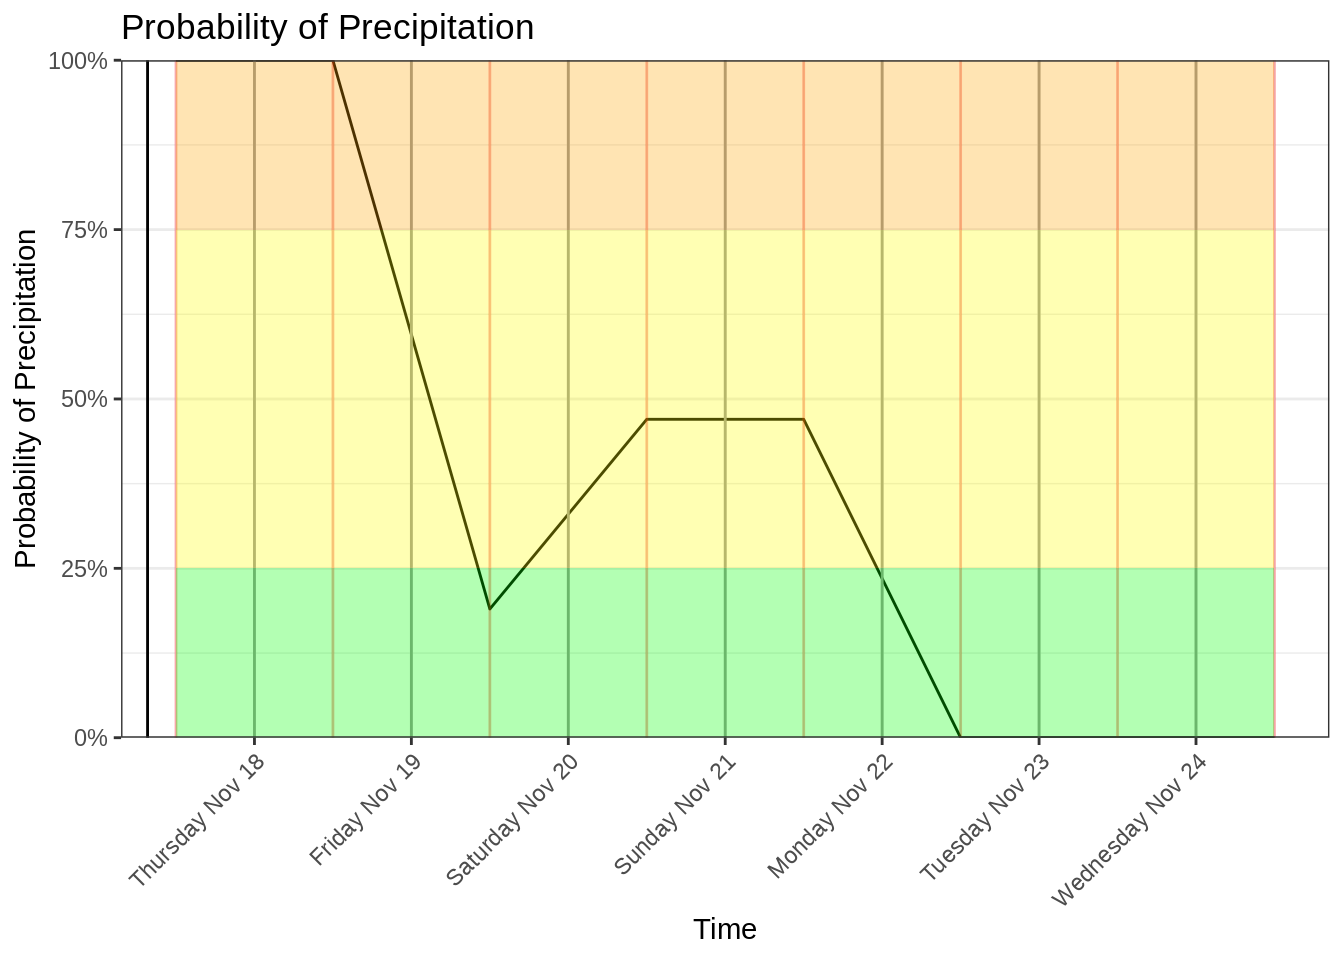 Probability of Precipitation
Probability of Precipitation
100%
75%
50%
25%
0%
Thursday Nov 18
Friday Nov 19
Saturday Nov 20
Sunday Nov 21
Monday Nov 22
Tuesday Nov 23
Wednesday Nov 24
Time